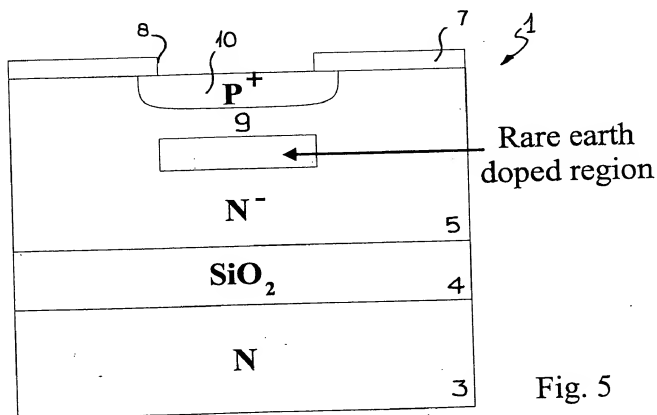 8
10
7
1
P+
9
Rare earth
doped region
N-
5
SiO2
4
N
3
Fig. 5